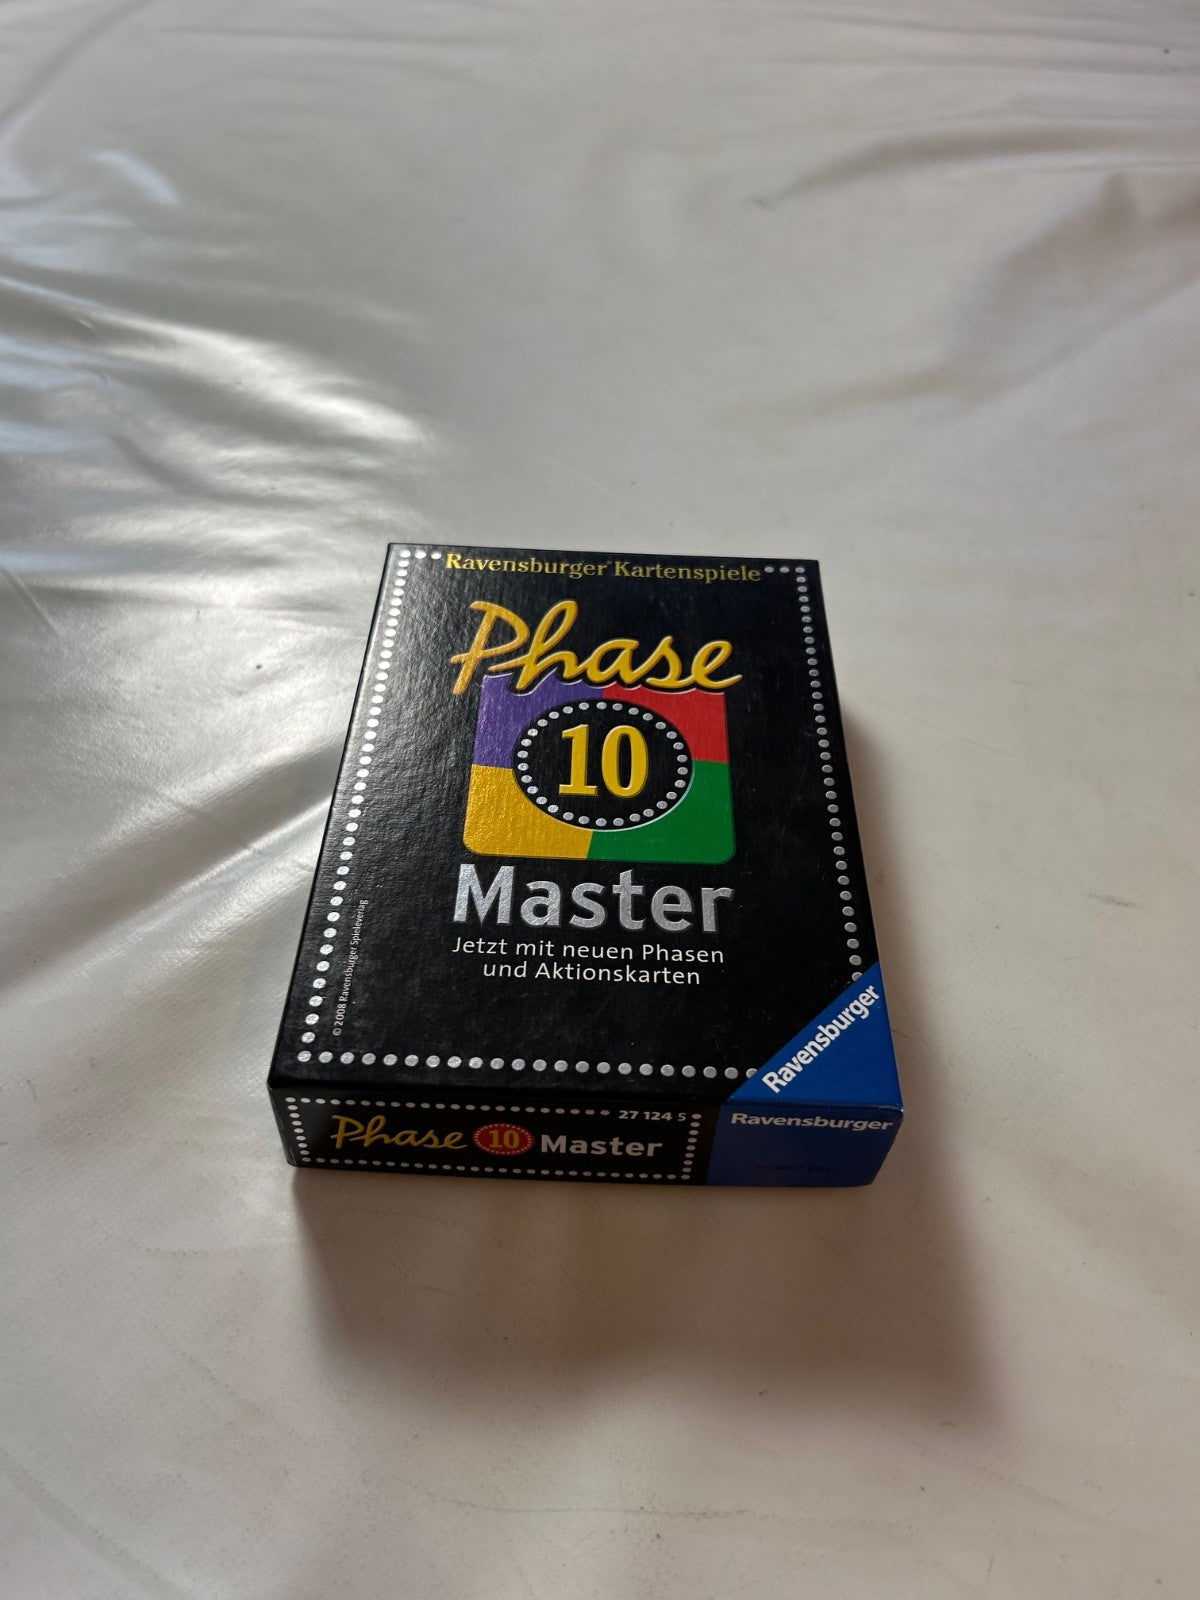 Ravensburger® Kartenspiele
Phase
10
Master
Jetzt mit neuen Phasen
und Aktionskarten
© 2008 Ravensburger Spieleverlag
Ravensburger
27 124 5
Phase 10 Master
Ravensburger